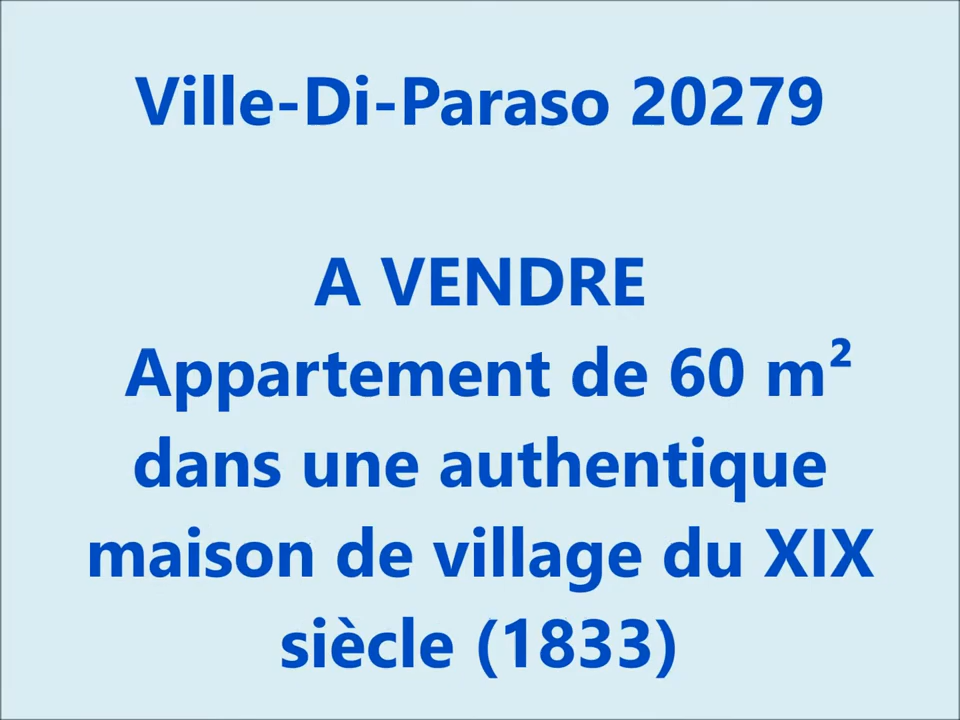 Ville-Di-Paraso 20279
A VENDRE
Appartement de 60 m²
dans une authentique
maison de village du XIX
siècle (1833)